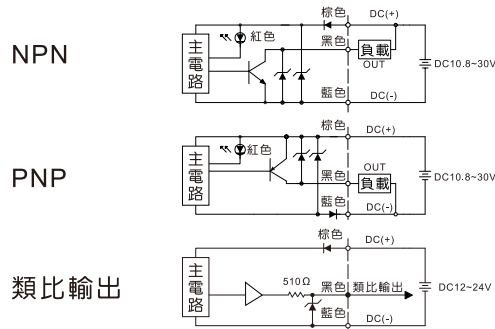 NPN
主電路
紅色
棕色
DC(+)
黑色
負載
OUT
DC10.8~30V
藍色
DC(-)
PNP
主電路
紅色
棕色
DC(+)
OUT
黑色
負載
DC10.8~30V
藍色
DC(-)
類比輸出
主電路
棕色
DC(+)
510Ω
黑色
類比輸出
DC12~24V
藍色
DC(-)